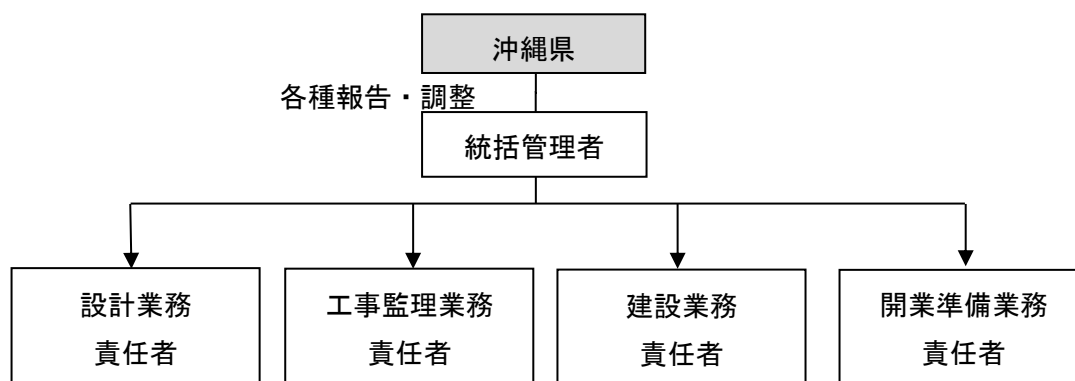 沖縄県
各種報告・調整
統括管理者
設計業務
責任者
工事監理業務
責任者
建設業務
責任者
開業準備業務
責任者